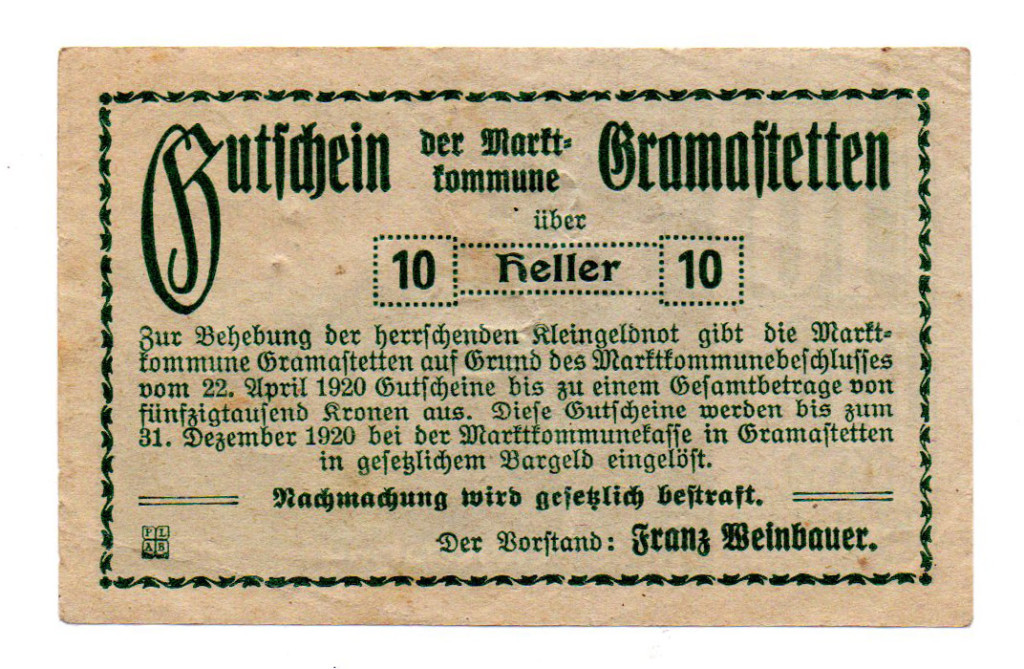 Gutschein der Markt-
kommune Gramastetten
über
10 Heller 10
Zur Behebung der herrschenden Kleingeldnot gibt die Markt-
kommune Gramastetten auf Grund des Marktkommunebeschlusses
vom 22. April 1920 Gutscheine bis zu einem Gesamtbetrage von
fünfzigtausend Kronen aus. Diese Gutscheine werden bis zum
31. Dezember 1920 bei der Marktkommunekasse in Gramastetten
in gesetzlichem Bargeld eingelöst.
Nachmachung wird gesetzlich bestraft.
Der Vorstand: Franz Weinbauer.
P L
A B